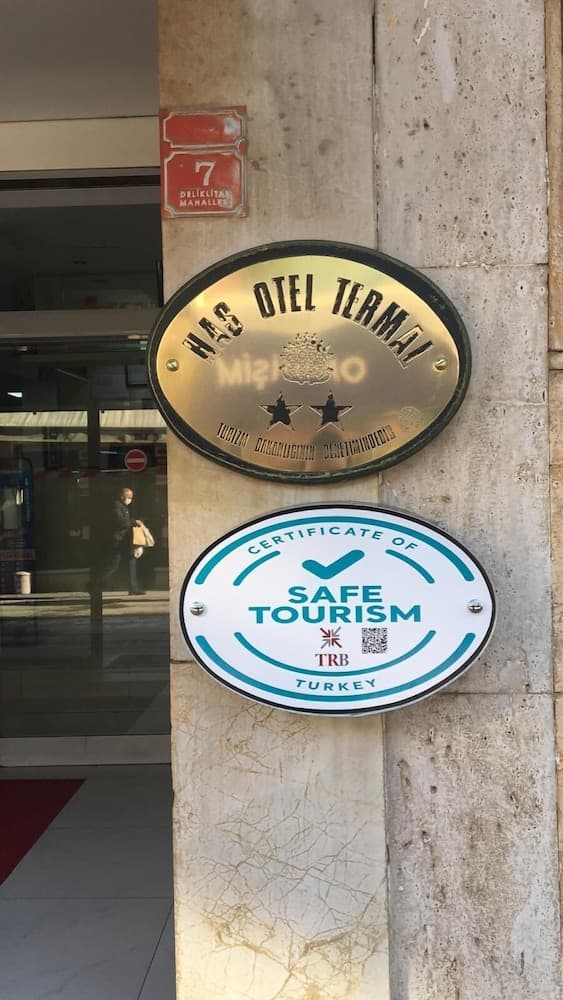 7
DELİKLİTAŞ
MAHALLESİ
HAS OTEL TERMAL
TURİZM BAKANLIĞININ DENETİMİNDEDİR
CERTIFICATE OF
SAFE
TOURISM
TRB
TURKEY